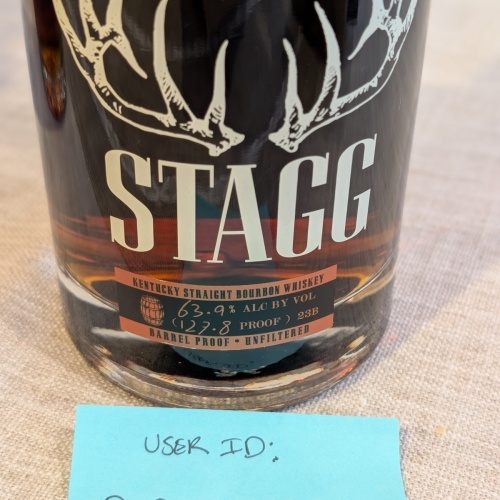 STAGG
KENTUCKY STRAIGHT BOURBON WHISKEY
63.9% ALC BY VOL
(127.8 PROOF) 23B
BARREL PROOF • UNFILTERED
USER ID: